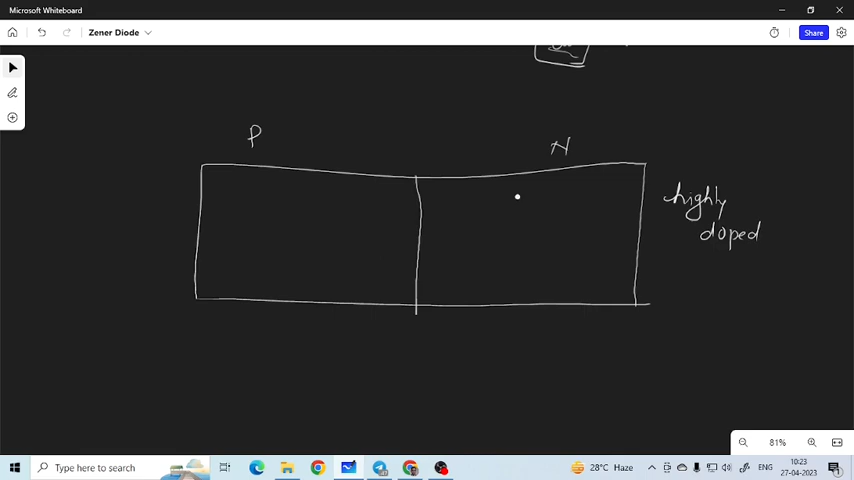 Microsoft Whiteboard
Zener Diode
Share
P
N
highly
doped
81%
Type here to search
28°C Haze
ENG
10:23
27-04-2023